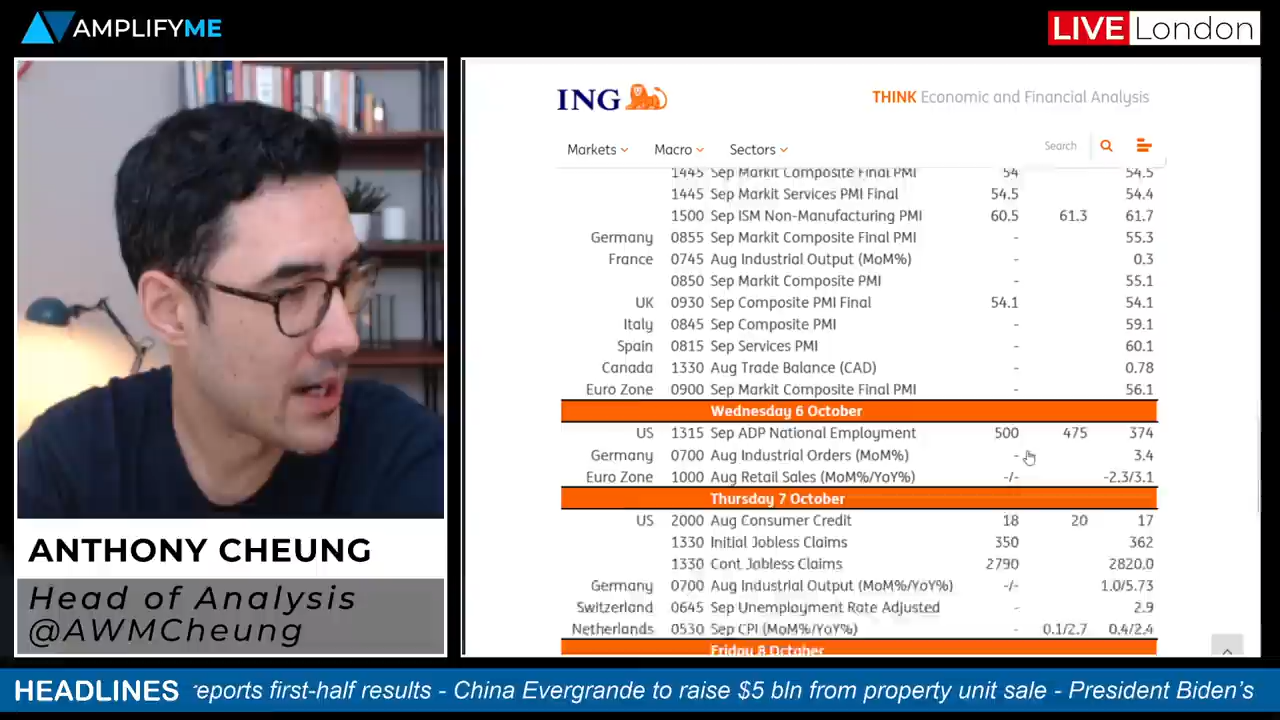 AMPLIFYME
LIVE London
ING
THINK Economic and Financial Analysis
Markets Macro Sectors Search
1445 Sep Markit Composite Final PMI 54 54.5
1445 Sep Markit Services PMI Final 54.5 54.4
1500 Sep ISM Non-Manufacturing PMI 60.5 61.3 61.7
Germany 0855 Sep Markit Composite Final PMI - 55.3
France 0745 Aug Industrial Output (MoM%) - 0.3
0850 Sep Markit Composite PMI - 55.1
UK 0930 Sep Composite PMI Final 54.1 54.1
Italy 0845 Sep Composite PMI - 59.1
Spain 0815 Sep Services PMI - 60.1
Canada 1330 Aug Trade Balance (CAD) - 0.78
Euro Zone 0900 Sep Markit Composite Final PMI - 56.1
Wednesday 6 October
US 1315 Sep ADP National Employment 500 475 374
Germany 0700 Aug Industrial Orders (MoM%) - 3.4
Euro Zone 1000 Aug Retail Sales (MoM%/YoY%) -/- -2.3/3.1
Thursday 7 October
US 2000 Aug Consumer Credit 18 20 17
1330 Initial Jobless Claims 350 362
1330 Cont. Jobless Claims 2790 2820.0
Germany 0700 Aug Industrial Output (MoM%/YoY%) -/- 1.0/5.73
Switzerland 0645 Sep Unemployment Rate Adjusted - 2.9
Netherlands 0530 Sep CPI (MoM%/YoY%) - 0.1/2.7 0.4/2.4
Friday 8 October
ANTHONY CHEUNG
Head of Analysis
@AWMCheung
HEADLINES reports first-half results - China Evergrande to raise $5 bln from property unit sale - President Biden's